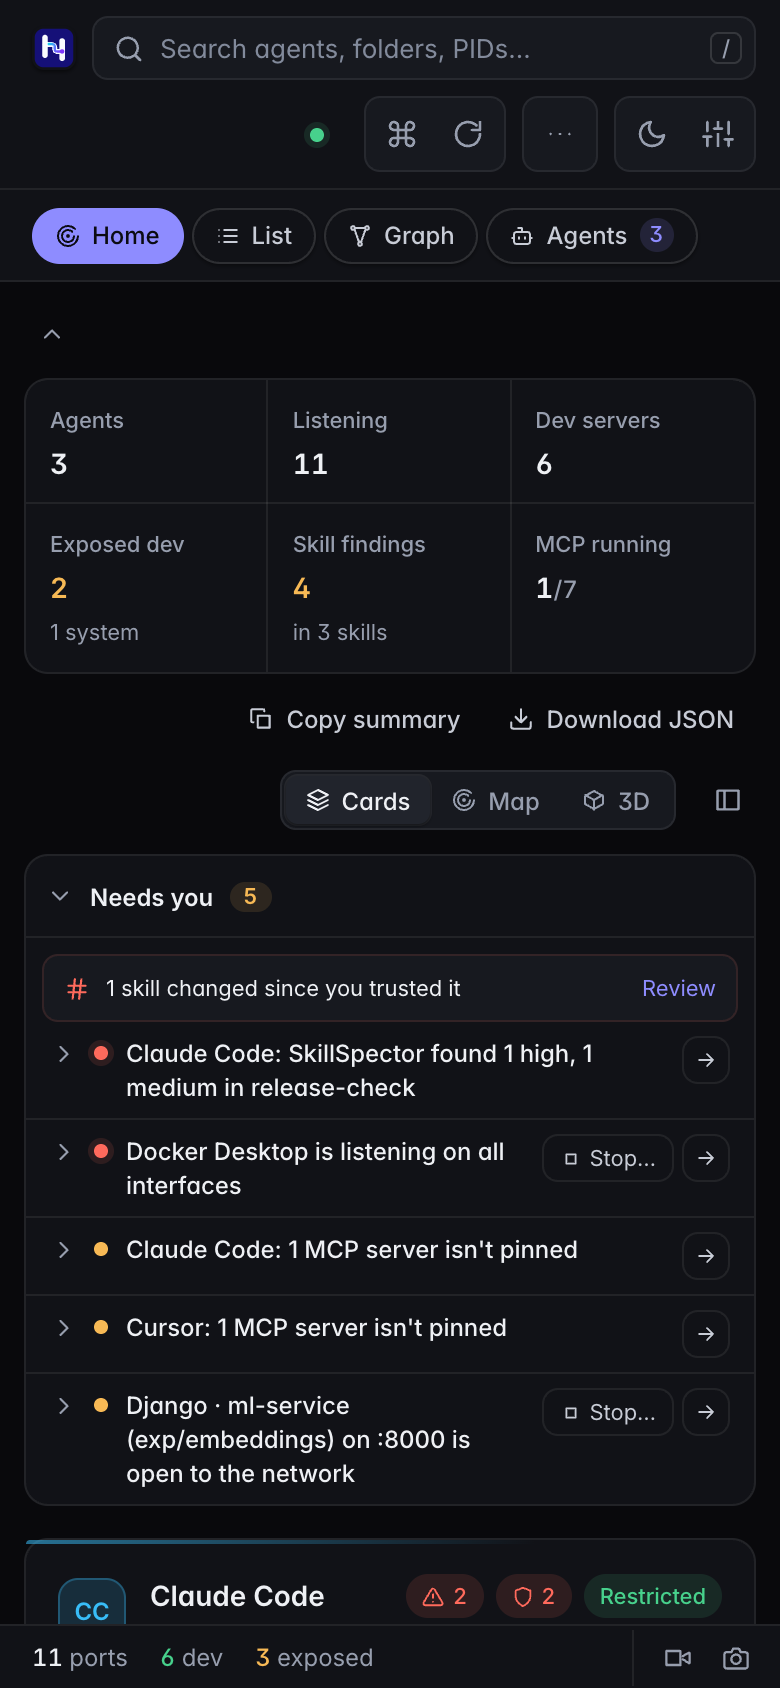 Search agents, folders, PIDs...
/
...
Home
List
Graph
Agents 3
Agents
3
Listening
11
Dev servers
6
Exposed dev
2
1 system
Skill findings
4
in 3 skills
MCP running
1/7
Copy summary
Download JSON
Cards
Map
3D
Needs you 5
# 1 skill changed since you trusted it
Review
Claude Code: SkillSpector found 1 high, 1
medium in release-check
Docker Desktop is listening on all
interfaces
Stop...
Claude Code: 1 MCP server isn't pinned
Cursor: 1 MCP server isn't pinned
Django · ml-service
(exp/embeddings) on :8000 is
open to the network
Stop...
CC
Claude Code
2
2
Restricted
11 ports
6 dev
3 exposed